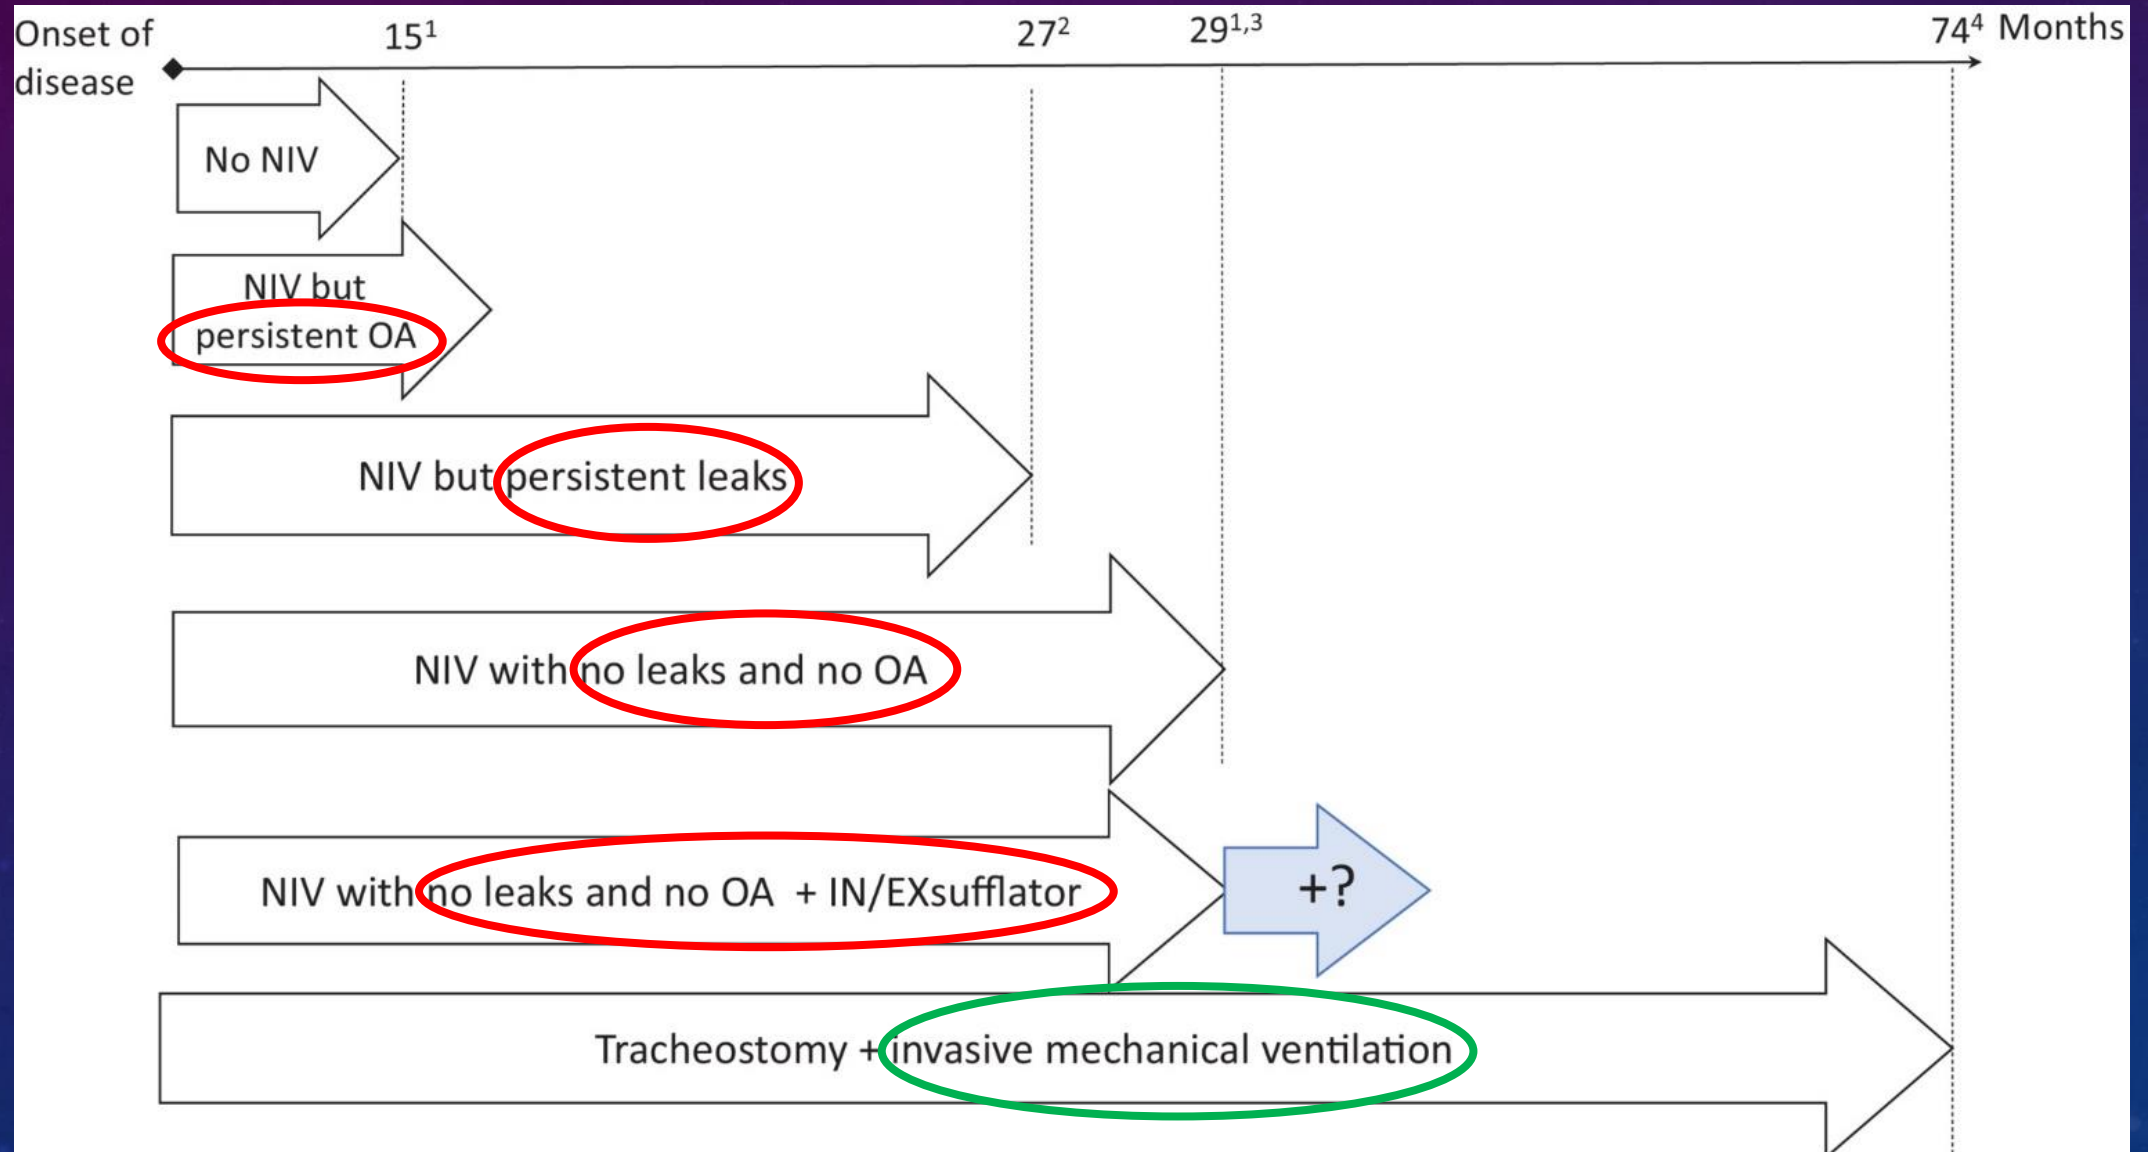 Onset of
disease
15¹
27²
29¹,³
74⁴ Months
No NIV
NIV but
persistent OA
NIV but persistent leaks
NIV with no leaks and no OA
NIV with no leaks and no OA + IN/EXsufflator
+?
Tracheostomy + invasive mechanical ventilation